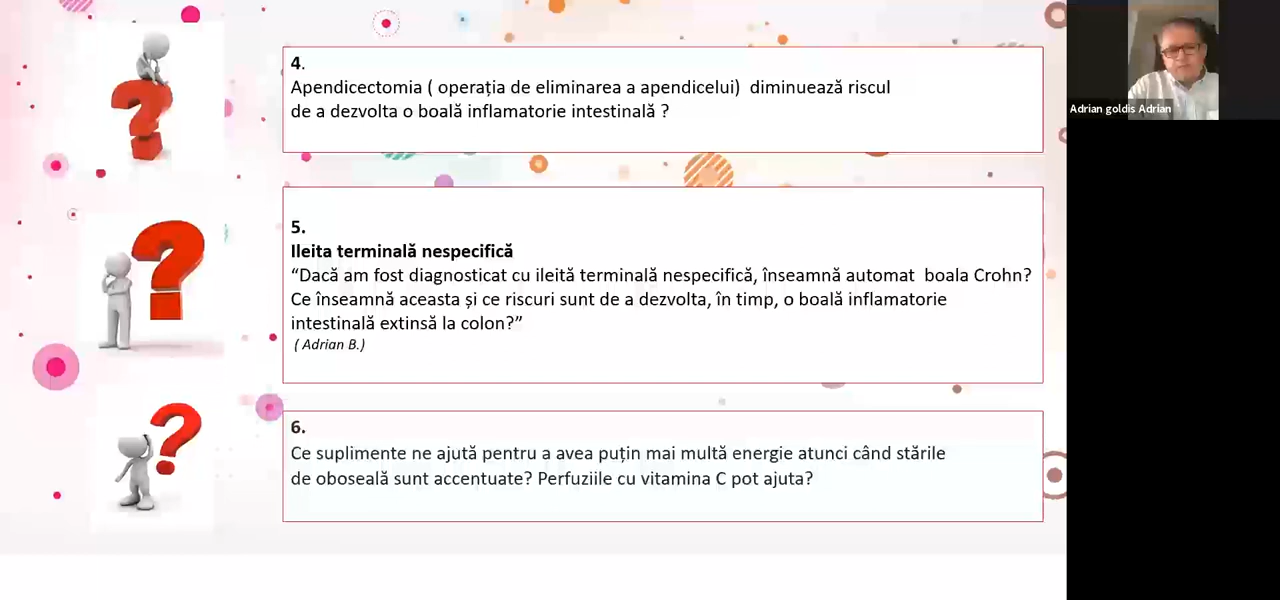 4.
Apendicectomia ( operația de eliminarea a apendicelui)  diminuează riscul
de a dezvolta o boală inflamatorie intestinală ?
5.
Ileita terminală nespecifică
“Dacă am fost diagnosticat cu ileită terminală nespecifică, înseamnă automat  boala Crohn?
Ce înseamnă aceasta și ce riscuri sunt de a dezvolta, în timp, o boală inflamatorie
intestinală extinsă la colon?”
( Adrian B.)
6.
Ce suplimente ne ajută pentru a avea puțin mai multă energie atunci când stările
de oboseală sunt accentuate? Perfuziile cu vitamina C pot ajuta?
Adrian goldis Adrian